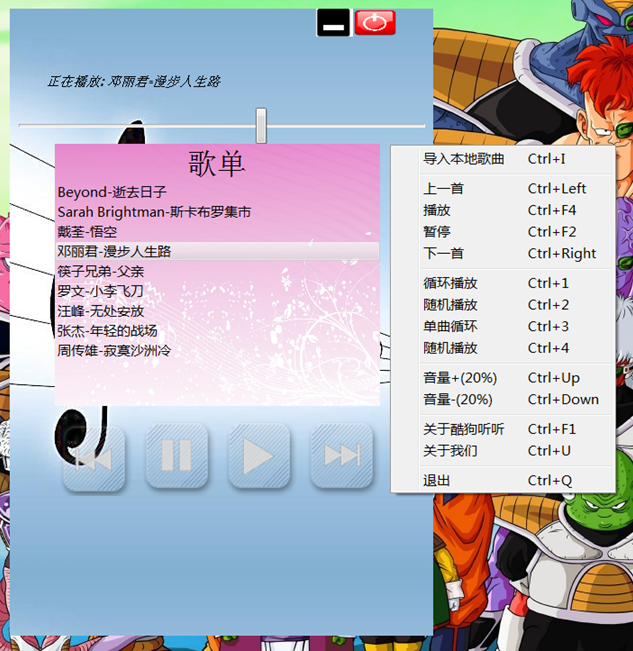 正在播放: 邓丽君-漫步人生路
歌单
Beyond-逝去日子
Sarah Brightman-斯卡布罗集市
戴荃-悟空
邓丽君-漫步人生路
筷子兄弟-父亲
罗文-小李飞刀
汪峰-无处安放
张杰-年轻的战场
周传雄-寂寞沙洲冷
导入本地歌曲 Ctrl+I
上一首 Ctrl+Left
播放 Ctrl+F4
暂停 Ctrl+F2
下一首 Ctrl+Right
循环播放 Ctrl+1
随机播放 Ctrl+2
单曲循环 Ctrl+3
随机播放 Ctrl+4
音量+(20%) Ctrl+Up
音量-(20%) Ctrl+Down
关于酷狗听听 Ctrl+F1
关于我们 Ctrl+U
退出 Ctrl+Q